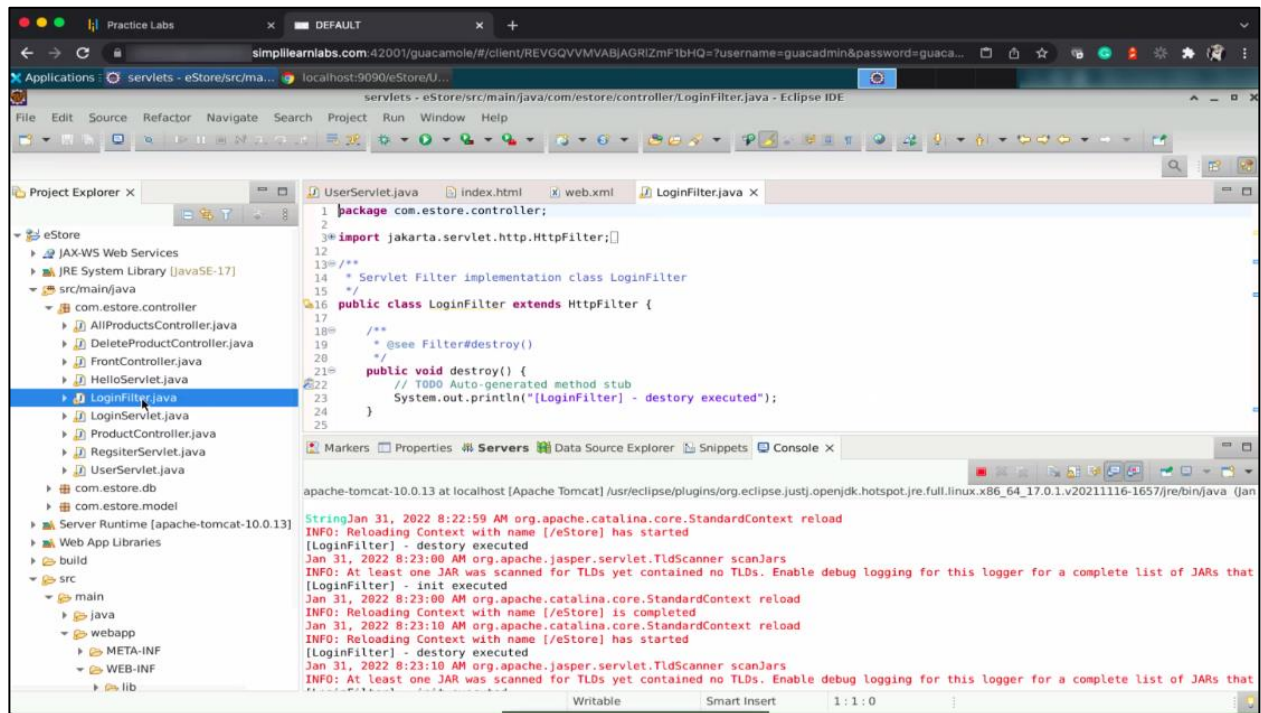 Practice Labs
DEFAULT
simplilearnlabs.com:42001/guacamole/#/client/REVGQVVMVABjAGRlZmF1bHQ=?username=guacadmin&password=guaca...
Applications servlets - eStore/src/ma... localhost:9090/eStore/U...
servlets - eStore/src/main/java/com/estore/controller/LoginFilter.java - Eclipse IDE
File Edit Source Refactor Navigate Search Project Run Window Help
Project Explorer
eStore
JAX-WS Web Services
JRE System Library [JavaSE-17]
src/main/java
com.estore.controller
AllProductsController.java
DeleteProductController.java
FrontController.java
HelloServlet.java
LoginFilter.java
LoginServlet.java
ProductController.java
RegsiterServlet.java
UserServlet.java
com.estore.db
com.estore.model
Server Runtime [apache-tomcat-10.0.13]
Web App Libraries
build
src
main
java
webapp
META-INF
WEB-INF
lib
UserServlet.java index.html web.xml LoginFilter.java
1 package com.estore.controller;
2
3 import jakarta.servlet.http.HttpFilter;
12
13 /**
14 * Servlet Filter implementation class LoginFilter
15 */
16 public class LoginFilter extends HttpFilter {
17
18 /**
19 * @see Filter#destroy()
20 */
21 public void destroy() {
22 // TODO Auto-generated method stub
23 System.out.println("[LoginFilter] - destory executed");
24 }
25
Markers Properties Servers Data Source Explorer Snippets Console
apache-tomcat-10.0.13 at localhost [Apache Tomcat] /usr/eclipse/plugins/org.eclipse.justj.openjdk.hotspot.jre.full.linux.x86_64_17.0.1.v20211116-1657/jre/bin/java (Jan
StringJan 31, 2022 8:22:59 AM org.apache.catalina.core.StandardContext reload
INFO: Reloading Context with name [/eStore] has started
[LoginFilter] - destory executed
Jan 31, 2022 8:23:00 AM org.apache.jasper.servlet.TldScanner scanJars
INFO: At least one JAR was scanned for TLDs yet contained no TLDs. Enable debug logging for this logger for a complete list of JARs that
[LoginFilter] - init executed
Jan 31, 2022 8:23:00 AM org.apache.catalina.core.StandardContext reload
INFO: Reloading Context with name [/eStore] is completed
Jan 31, 2022 8:23:10 AM org.apache.catalina.core.StandardContext reload
INFO: Reloading Context with name [/eStore] has started
[LoginFilter] - destory executed
Jan 31, 2022 8:23:10 AM org.apache.jasper.servlet.TldScanner scanJars
INFO: At least one JAR was scanned for TLDs yet contained no TLDs. Enable debug logging for this logger for a complete list of JARs that
Writable Smart Insert 1 : 1 : 0